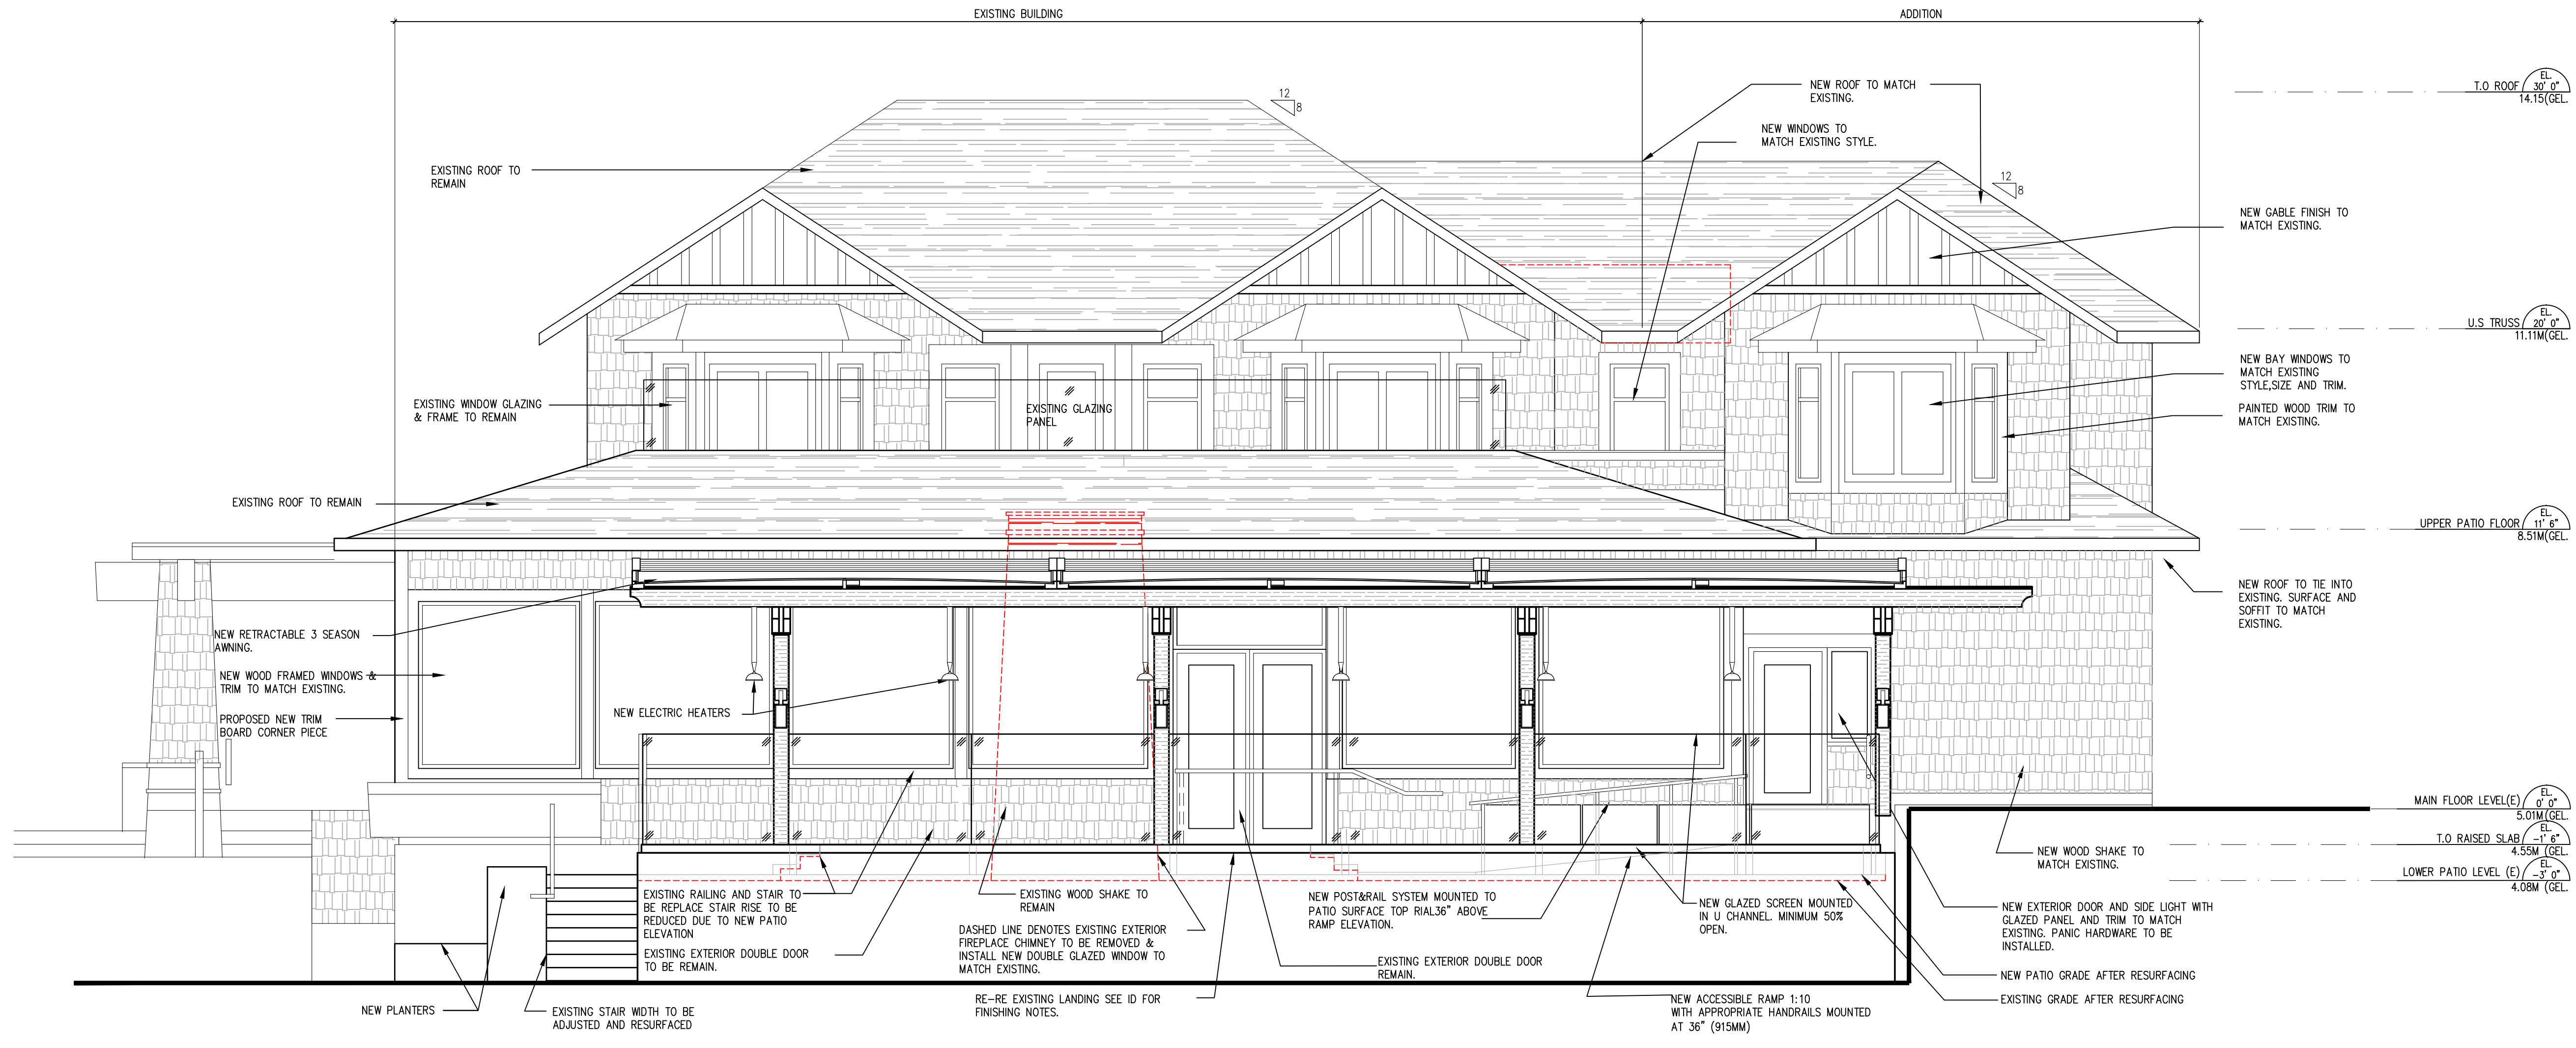 EXISTING BUILDING
ADDITION
12
8
NEW ROOF TO MATCH
EXISTING.
NEW WINDOWS TO
MATCH EXISTING STYLE.
T.O ROOF
EL.
30' 0"
14.15(GEL.
EXISTING ROOF TO
REMAIN
12
8
NEW GABLE FINISH TO
MATCH EXISTING.
U.S TRUSS
EL.
20' 0"
11.11M(GEL.
NEW BAY WINDOWS TO
MATCH EXISTING
STYLE,SIZE AND TRIM.
EXISTING WINDOW GLAZING
& FRAME TO REMAIN
EXISTING GLAZING
PANEL
PAINTED WOOD TRIM TO
MATCH EXISTING.
EXISTING ROOF TO REMAIN
UPPER PATIO FLOOR
EL.
11' 6"
8.51M(GEL.
NEW ROOF TO TIE INTO
EXISTING. SURFACE AND
SOFFIT TO MATCH
EXISTING.
NEW RETRACTABLE 3 SEASON
AWNING.
NEW WOOD FRAMED WINDOWS &
TRIM TO MATCH EXISTING.
PROPOSED NEW TRIM
BOARD CORNER PIECE
NEW ELECTRIC HEATERS
MAIN FLOOR LEVEL(E)
EL.
0' 0"
5.01M(GEL.
T.O RAISED SLAB
EL.
-1' 6"
4.55M (GEL.
LOWER PATIO LEVEL (E)
EL.
-3' 0"
4.08M (GEL.
NEW WOOD SHAKE TO
MATCH EXISTING.
EXISTING RAILING AND STAIR TO
BE REPLACE STAIR RISE TO BE
REDUCED DUE TO NEW PATIO
ELEVATION
EXISTING EXTERIOR DOUBLE DOOR
TO BE REMAIN.
EXISTING WOOD SHAKE TO
REMAIN
DASHED LINE DENOTES EXISTING EXTERIOR
FIREPLACE CHIMNEY TO BE REMOVED &
INSTALL NEW DOUBLE GLAZED WINDOW TO
MATCH EXISTING.
NEW POST&RAIL SYSTEM MOUNTED TO
PATIO SURFACE TOP RIAL36" ABOVE
RAMP ELEVATION.
NEW GLAZED SCREEN MOUNTED
IN U CHANNEL. MINIMUM 50%
OPEN.
NEW EXTERIOR DOOR AND SIDE LIGHT WITH
GLAZED PANEL AND TRIM TO MATCH
EXISTING. PANIC HARDWARE TO BE
INSTALLED.
EXISTING EXTERIOR DOUBLE DOOR
REMAIN.
NEW PATIO GRADE AFTER RESURFACING
EXISTING GRADE AFTER RESURFACING
NEW PLANTERS
EXISTING STAIR WIDTH TO BE
ADJUSTED AND RESURFACED
RE-RE EXISTING LANDING SEE ID FOR
FINISHING NOTES.
NEW ACCESSIBLE RAMP 1:10
WITH APPROPRIATE HANDRAILS MOUNTED
AT 36" (915MM)